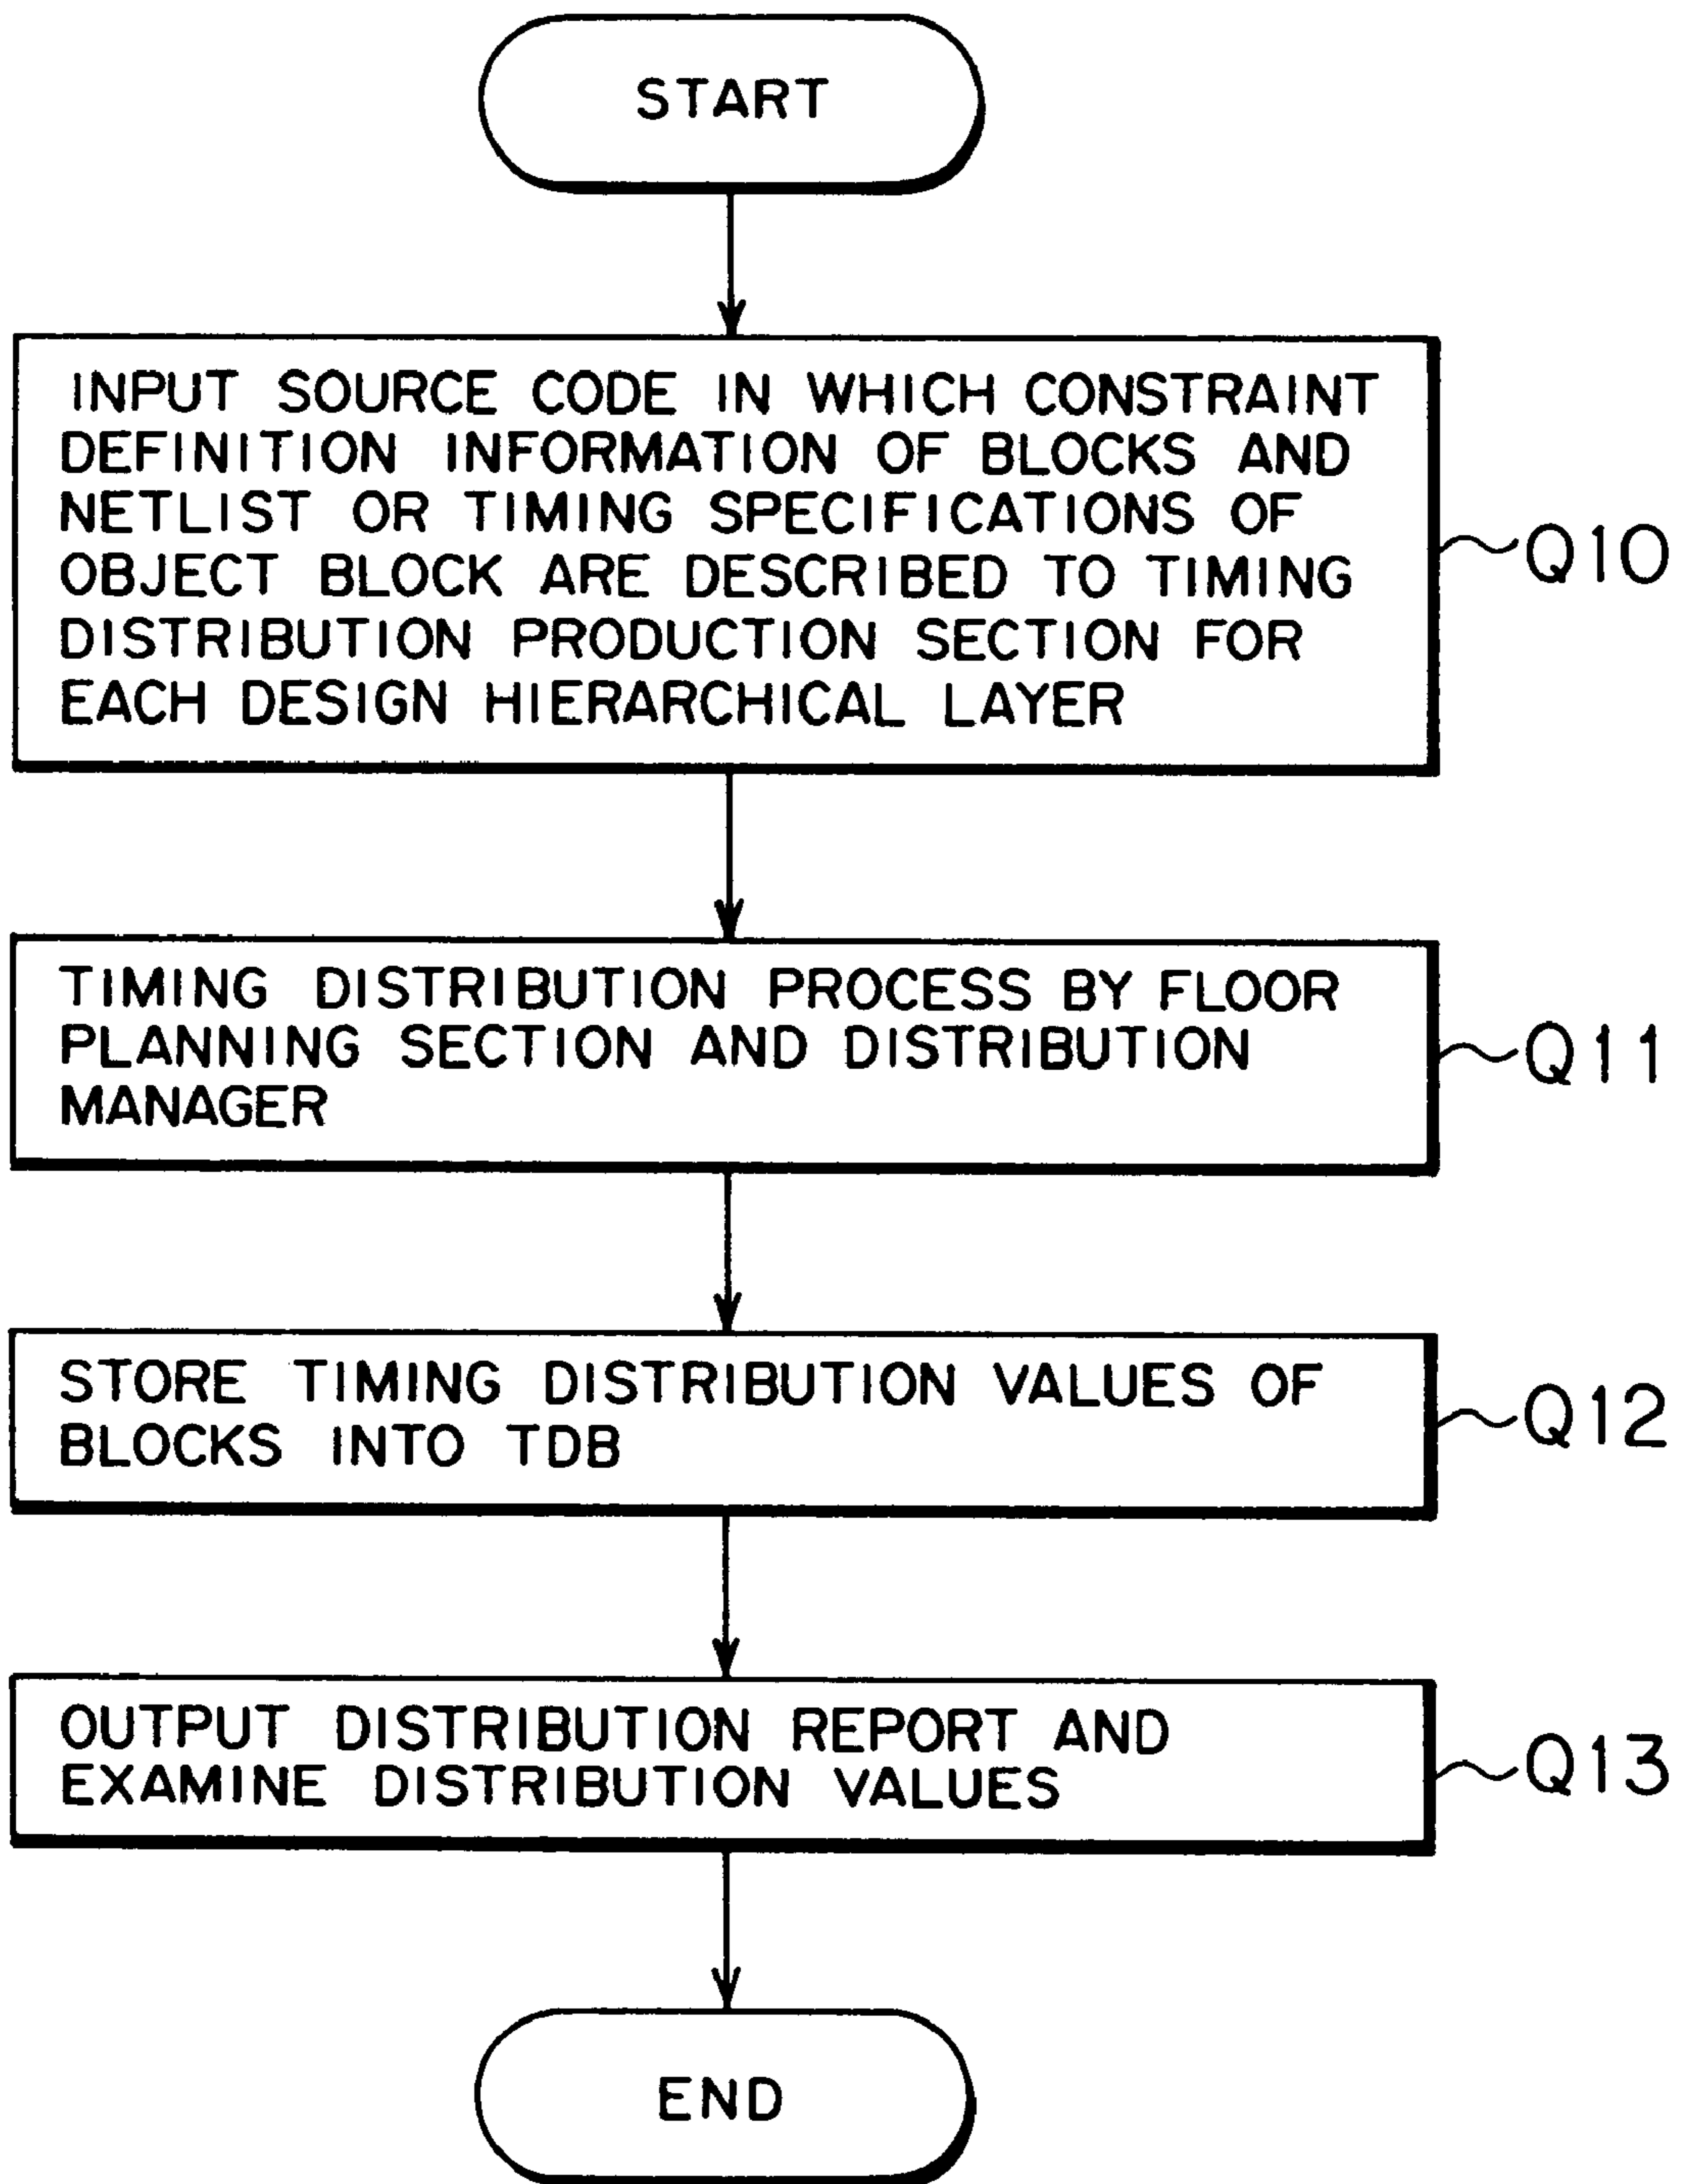 START
INPUT SOURCE CODE IN WHICH CONSTRAINT
DEFINITION INFORMATION OF BLOCKS AND
NETLIST OR TIMING SPECIFICATIONS OF
OBJECT BLOCK ARE DESCRIBED TO TIMING
DISTRIBUTION PRODUCTION SECTION FOR
EACH DESIGN HIERARCHICAL LAYER
Q10
TIMING DISTRIBUTION PROCESS BY FLOOR
PLANNING SECTION AND DISTRIBUTION
MANAGER
Q11
STORE TIMING DISTRIBUTION VALUES OF
BLOCKS INTO TDB
Q12
OUTPUT DISTRIBUTION REPORT AND
EXAMINE DISTRIBUTION VALUES
Q13
END